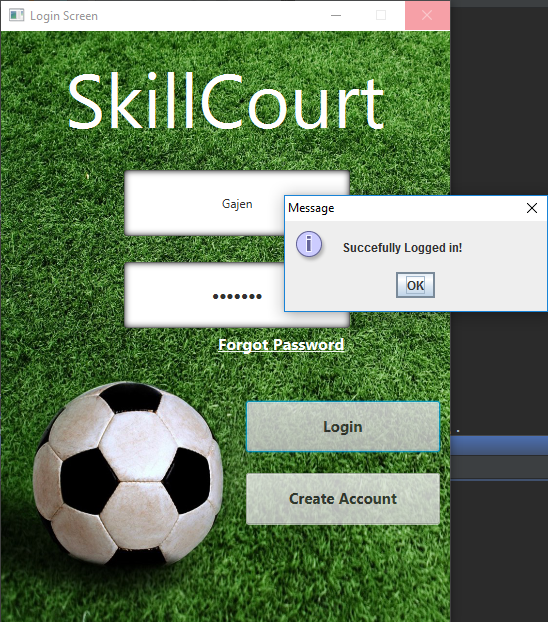 Login Screen
SkillCourt
Gajen
Message
i
Succefully Logged in!
OK
•••••••
Forgot Password
Login
Create Account